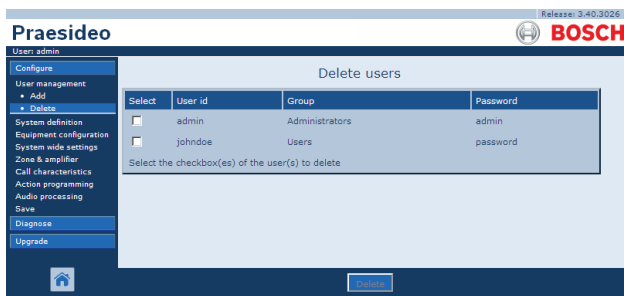 Release: 3.40.3026
Praesideo
BOSCH
User: admin
Configure
User management
• Add
• Delete
System definition
Equipment configuration
System wide settings
Zone & amplifier
Call characteristics
Action programming
Audio processing
Save
Diagnose
Upgrade
Delete users
Select User id Group Password
admin Administrators admin
johndoe Users password
Select the checkbox(es) of the user(s) to delete
Delete